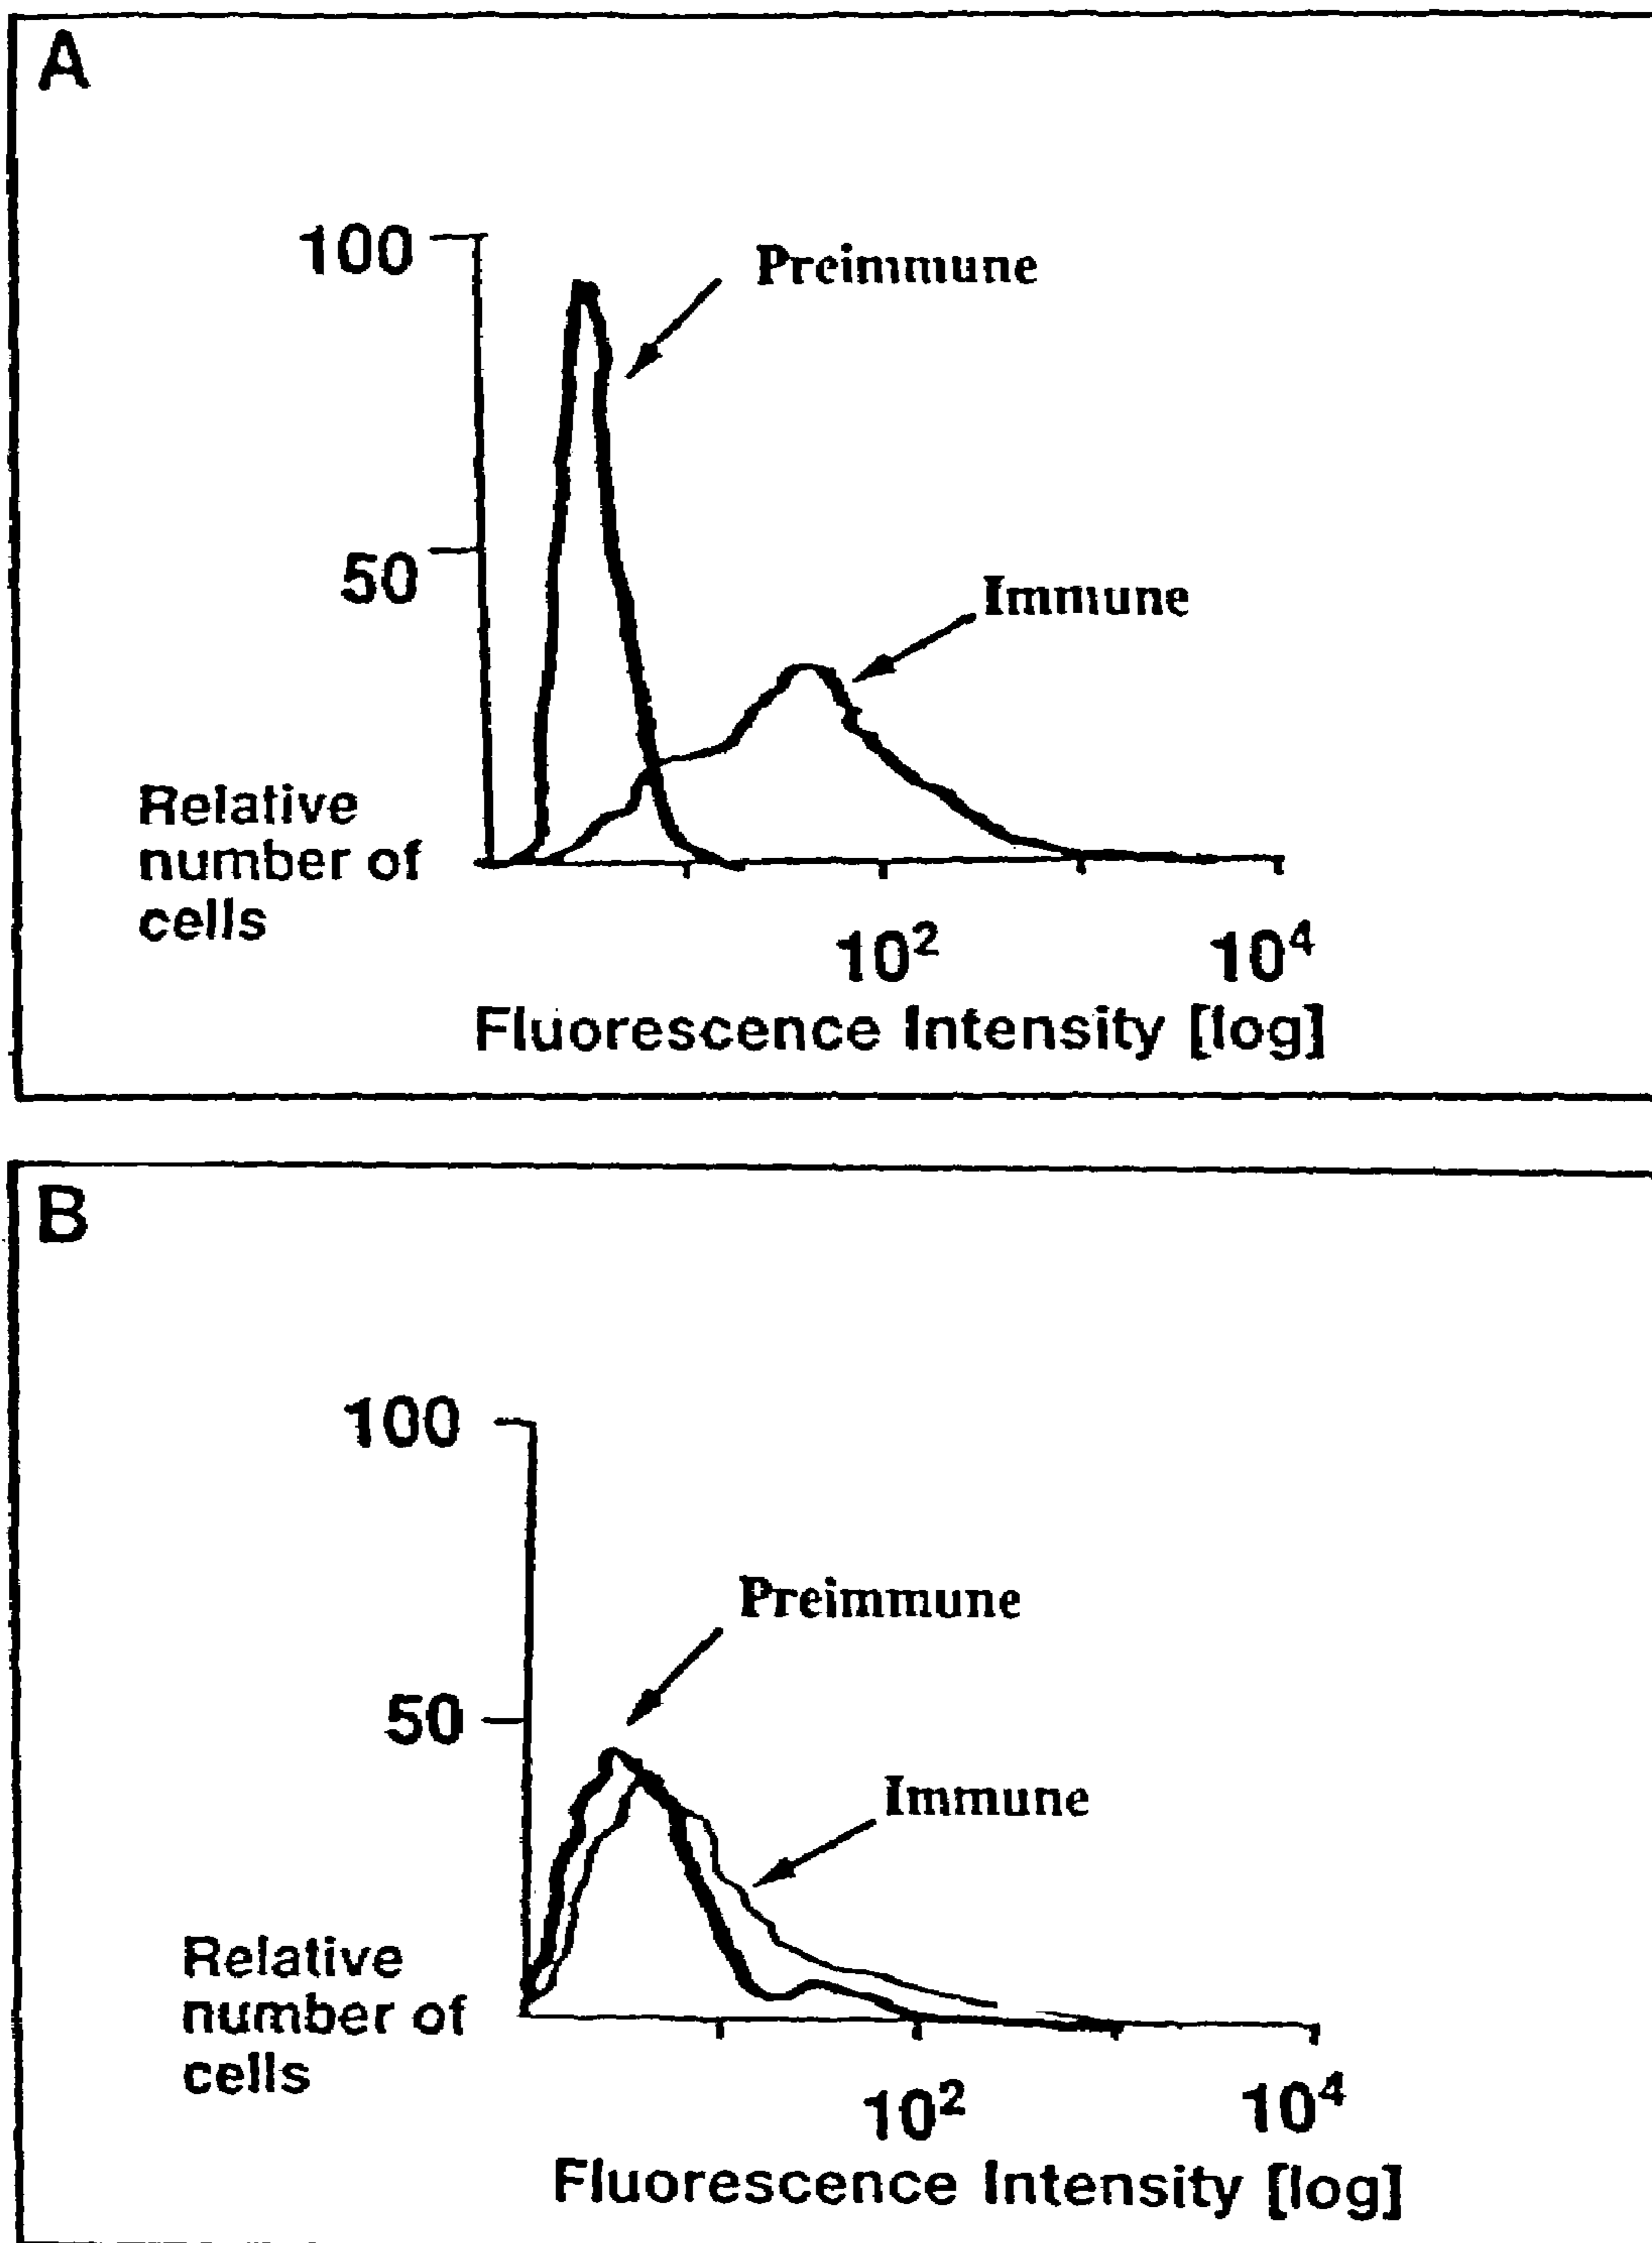 A
100
Preimmune
50
Immune
Relative
number of
cells
10²
10⁴
Fluorescence Intensity [log]
B
100
Preimmune
50
Immune
Relative
number of
cells
10²
10⁴
Fluorescence Intensity [log]